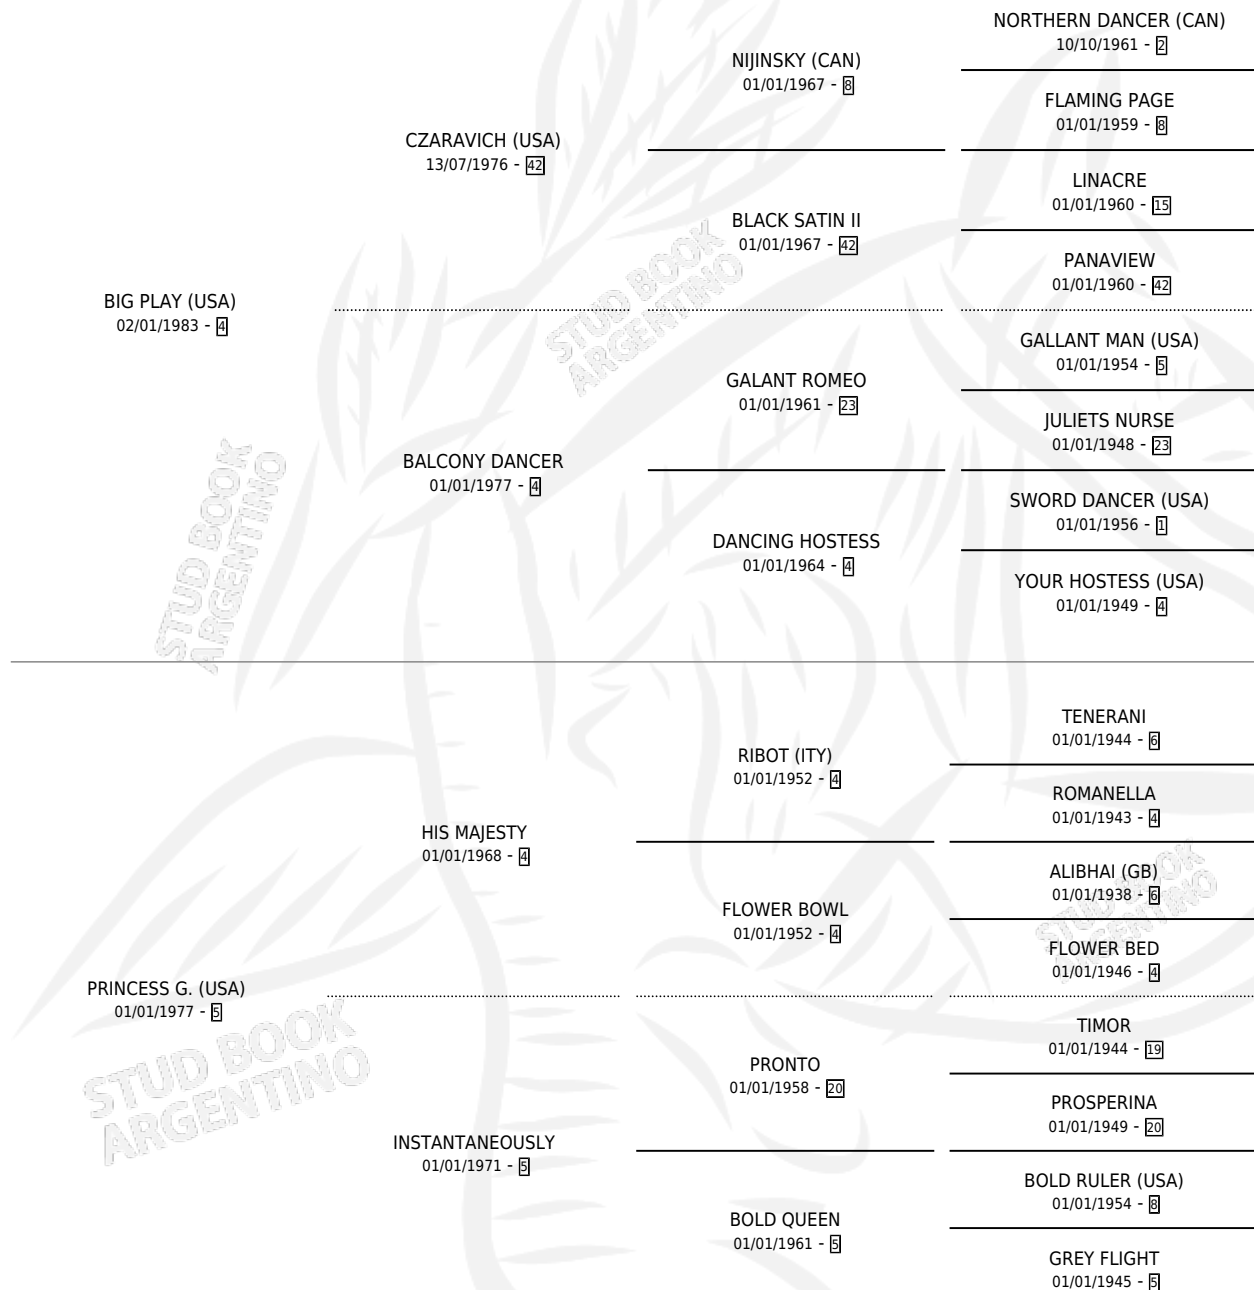 NORTHERN DANCER (CAN)
10/10/1961 - 2
NIJINSKY (CAN)
01/01/1967 - 8
FLAMING PAGE
01/01/1959 - 8
CZARAVICH (USA)
13/07/1976 - 42
LINACRE
01/01/1960 - 15
BLACK SATIN II
01/01/1967 - 42
PANAVIEW
01/01/1960 - 42
BIG PLAY (USA)
02/01/1983 - 4
GALLANT MAN (USA)
01/01/1954 - 5
GALANT ROMEO
01/01/1961 - 23
JULIETS NURSE
01/01/1948 - 23
BALCONY DANCER
01/01/1977 - 4
SWORD DANCER (USA)
01/01/1956 - 1
DANCING HOSTESS
01/01/1964 - 4
YOUR HOSTESS (USA)
01/01/1949 - 4
STUD BOOK
ARGENTINO
STUD BOOK
ARGENTINO
TENERANI
01/01/1944 - 6
RIBOT (ITY)
01/01/1952 - 4
ROMANELLA
01/01/1943 - 4
HIS MAJESTY
01/01/1968 - 4
ALIBHAI (GB)
01/01/1938 - 6
FLOWER BOWL
01/01/1952 - 4
FLOWER BED
01/01/1946 - 4
STUD BOOK
ARGENTINO
PRINCESS G. (USA)
01/01/1977 - 5
TIMOR
01/01/1944 - 19
PRONTO
01/01/1958 - 20
PROSPERINA
01/01/1949 - 20
INSTANTANEOUSLY
01/01/1971 - 5
BOLD RULER (USA)
01/01/1954 - 8
BOLD QUEEN
01/01/1961 - 5
GREY FLIGHT
01/01/1945 - 5
STUD BOOK
ARGENTINO